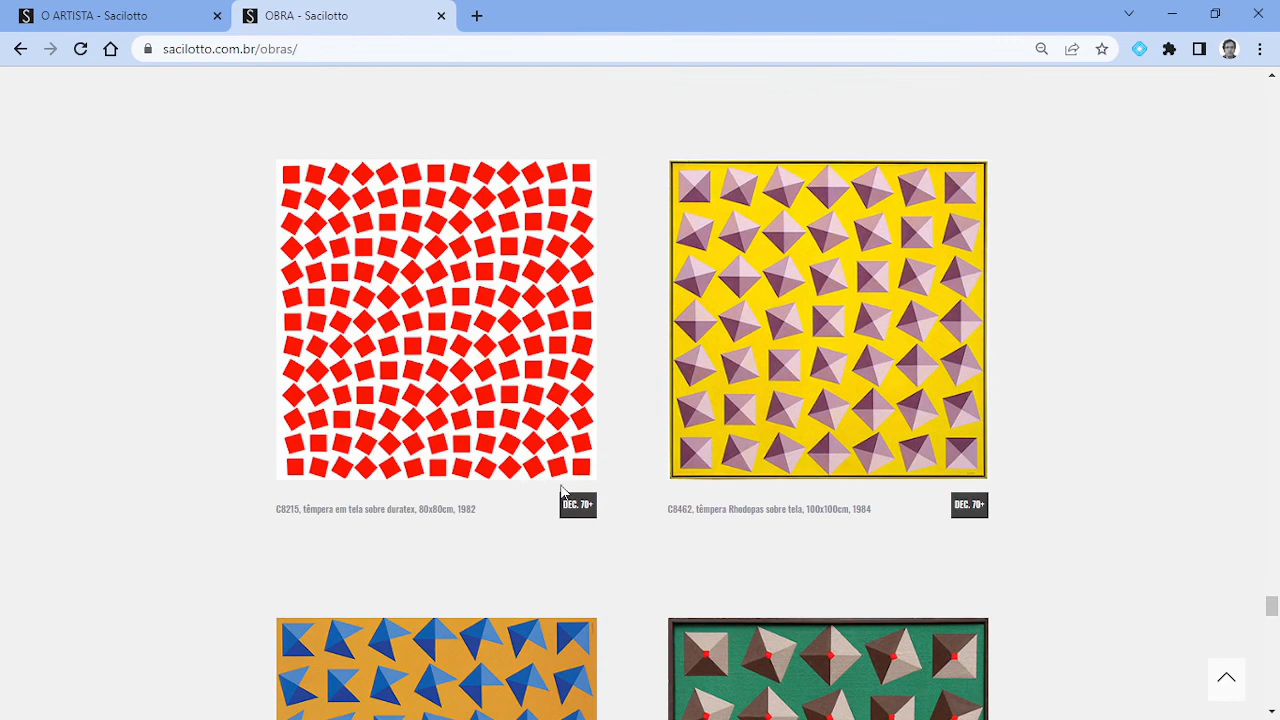 O ARTISTA - Sacilotto
OBRA - Sacilotto
sacilotto.com.br/obras/
C8215, têmpera em tela sobre duratex, 80x80cm, 1982
DEC. 70+
C8462, têmpera Rhodopas sobre tela, 100x100cm, 1984
DEC. 70+